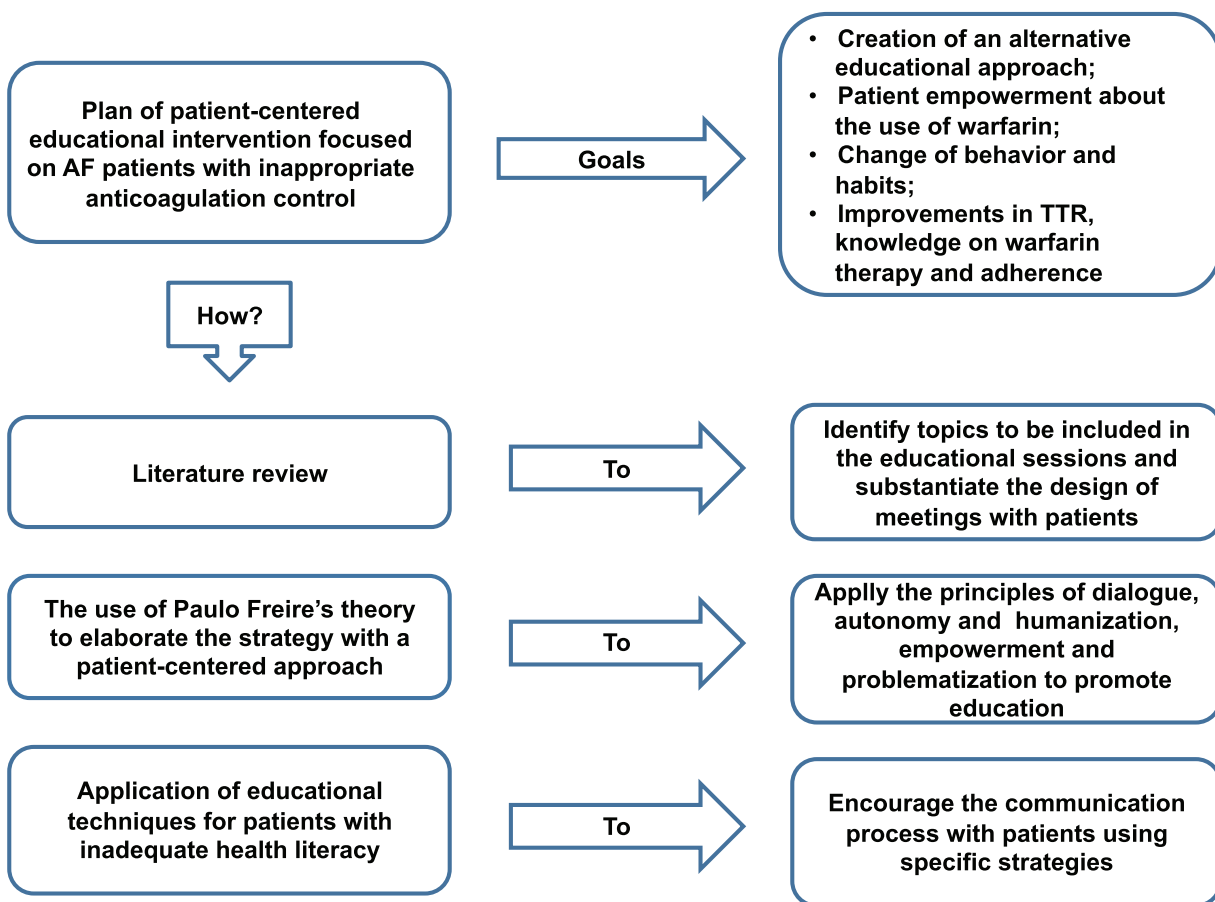 Plan of patient-centered
educational intervention focused
on AF patients with inappropriate
anticoagulation control
Goals
• Creation of an alternative
educational approach;
• Patient empowerment about
the use of warfarin;
• Change of behavior and
habits;
• Improvements in TTR,
knowledge on warfarin
therapy and adherence
How?
Literature review
To
Identify topics to be included in
the educational sessions and
substantiate the design of
meetings with patients
The use of Paulo Freire’s theory
to elaborate the strategy with a
patient-centered approach
To
Applly the principles of dialogue,
autonomy and humanization,
empowerment and
problematization to promote
education
Application of educational
techniques for patients with
inadequate health literacy
To
Encourage the communication
process with patients using
specific strategies